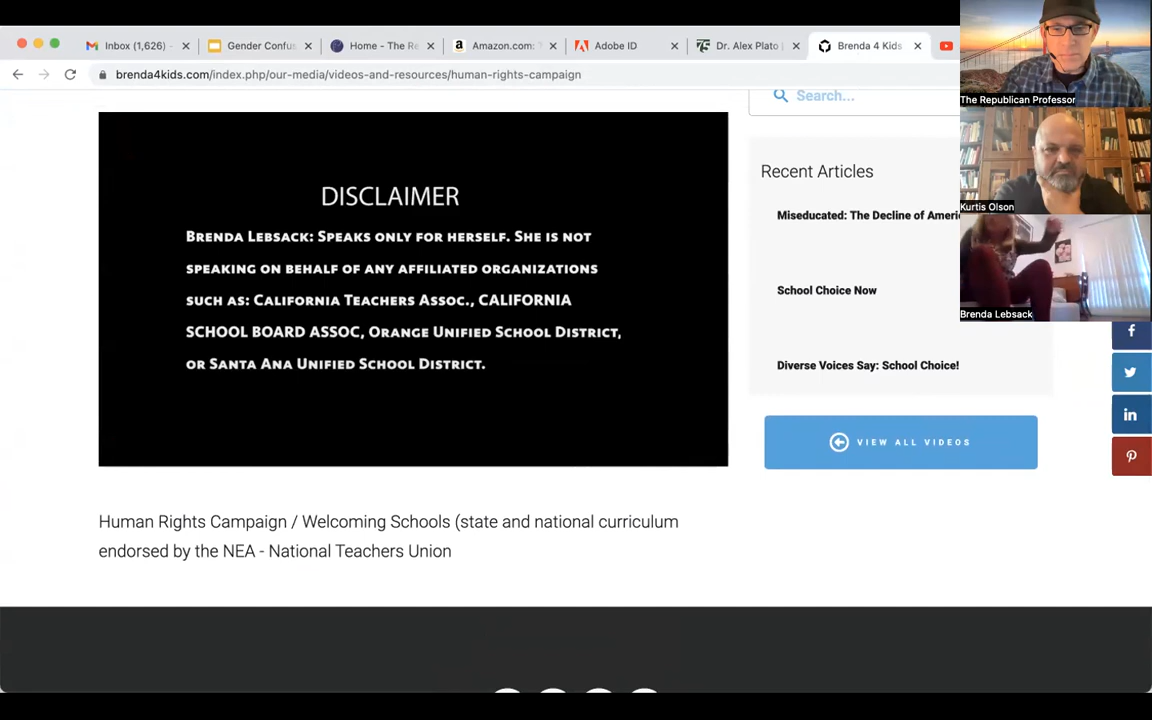 Inbox (1,626) -
Gender Confus
Home - The Re
Amazon.com: "
Adobe ID
Dr. Alex Plato
Brenda 4 Kids
brenda4kids.com/index.php/our-media/videos-and-resources/human-rights-campaign
The Republican Professor
Kurtis Olson
Brenda Lebsack
DISCLAIMER
BRENDA LEBSACK: SPEAKS ONLY FOR HERSELF. SHE IS NOT
SPEAKING ON BEHALF OF ANY AFFILIATED ORGANIZATIONS
SUCH AS: CALIFORNIA TEACHERS ASSOC., CALIFORNIA
SCHOOL BOARD ASSOC, ORANGE UNIFIED SCHOOL DISTRICT,
OR SANTA ANA UNIFIED SCHOOL DISTRICT.
Search...
Recent Articles
Miseducated: The Decline of Ameri
School Choice Now
Diverse Voices Say: School Choice!
VIEW ALL VIDEOS
Human Rights Campaign / Welcoming Schools (state and national curriculum
endorsed by the NEA - National Teachers Union